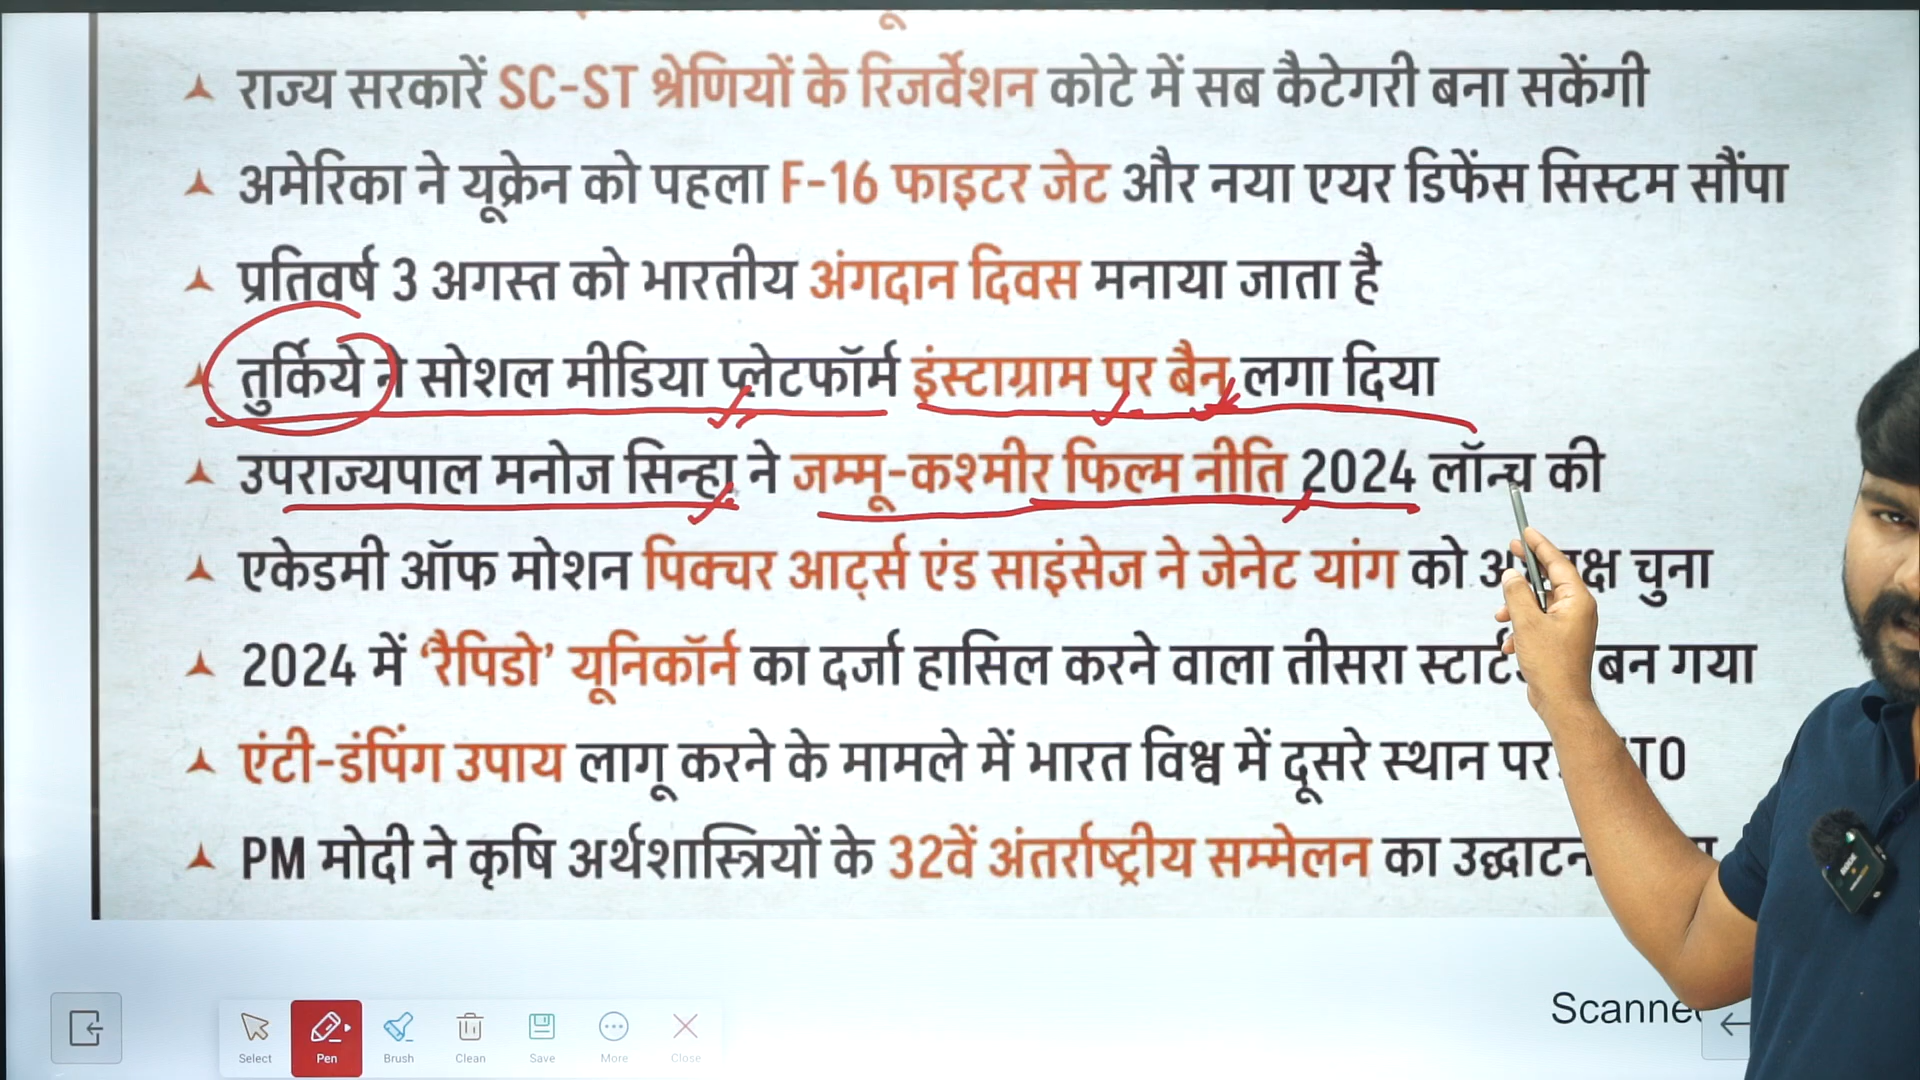 राज्य सरकारें SC-ST श्रेणियों के रिजर्वेशन कोटे में सब कैटेगरी बना सकेंगी
अमेरिका ने यूक्रेन को पहला F-16 फाइटर जेट और नया एयर डिफेंस सिस्टम सौंपा
प्रतिवर्ष 3 अगस्त को भारतीय अंगदान दिवस मनाया जाता है
तुर्किये ने सोशल मीडिया प्लेटफॉर्म इंस्टाग्राम पर बैन लगा दिया
उपराज्यपाल मनोज सिन्हा ने जम्मू-कश्मीर फिल्म नीति 2024 लॉन्च की
एकेडमी ऑफ मोशन पिक्चर आर्ट्स एंड साइंसेज ने जेनेट यांग को चुना
2024 में 'रैपिडो' यूनिकॉर्न का दर्जा हासिल करने वाला तीसरा बन गया
एंटी-डंपिंग उपाय लागू करने के मामले में भारत विश्व में दूसरे स्थान पर
PM मोदी ने कृषि अर्थशास्त्रियों के 32वें अंतर्राष्ट्रीय सम्मेलन का उद्घाटन
Select Pen Brush Clean Save More Close